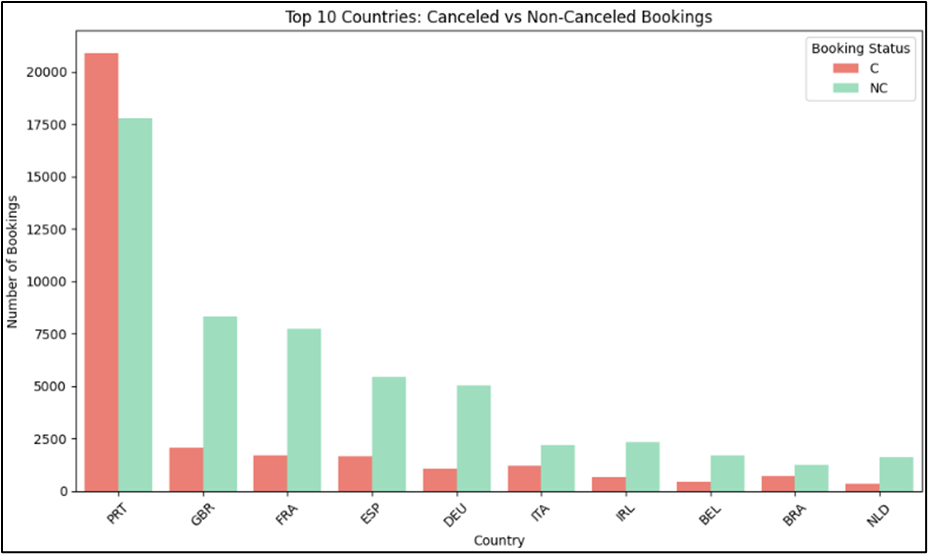 Top 10 Countries: Canceled vs Non-Canceled Bookings
Booking Status
C
NC
Number of Bookings
20000
17500
15000
12500
10000
7500
5000
2500
0
PRT GBR FRA ESP DEU ITA IRL BEL BRA NLD
Country